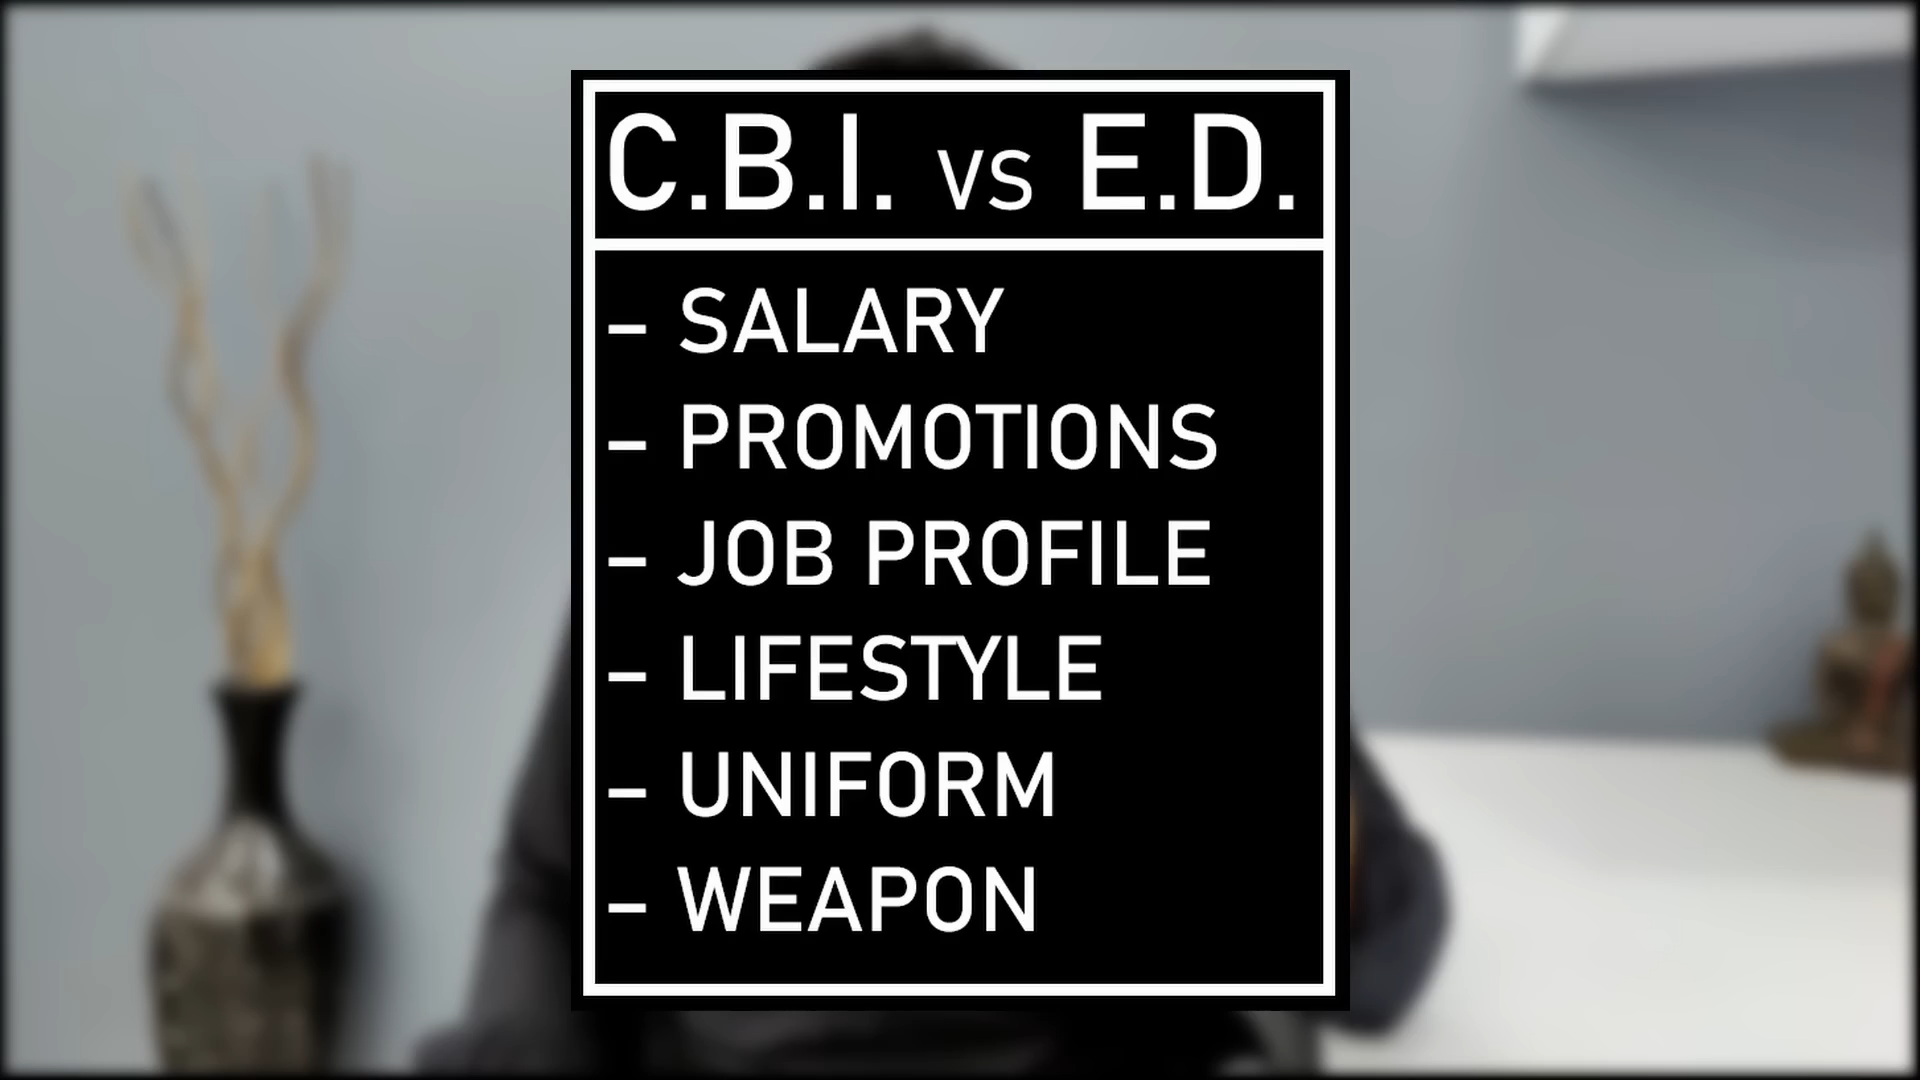 C.B.I. VS E.D.
– SALARY
– PROMOTIONS
– JOB PROFILE
– LIFESTYLE
– UNIFORM
– WEAPON